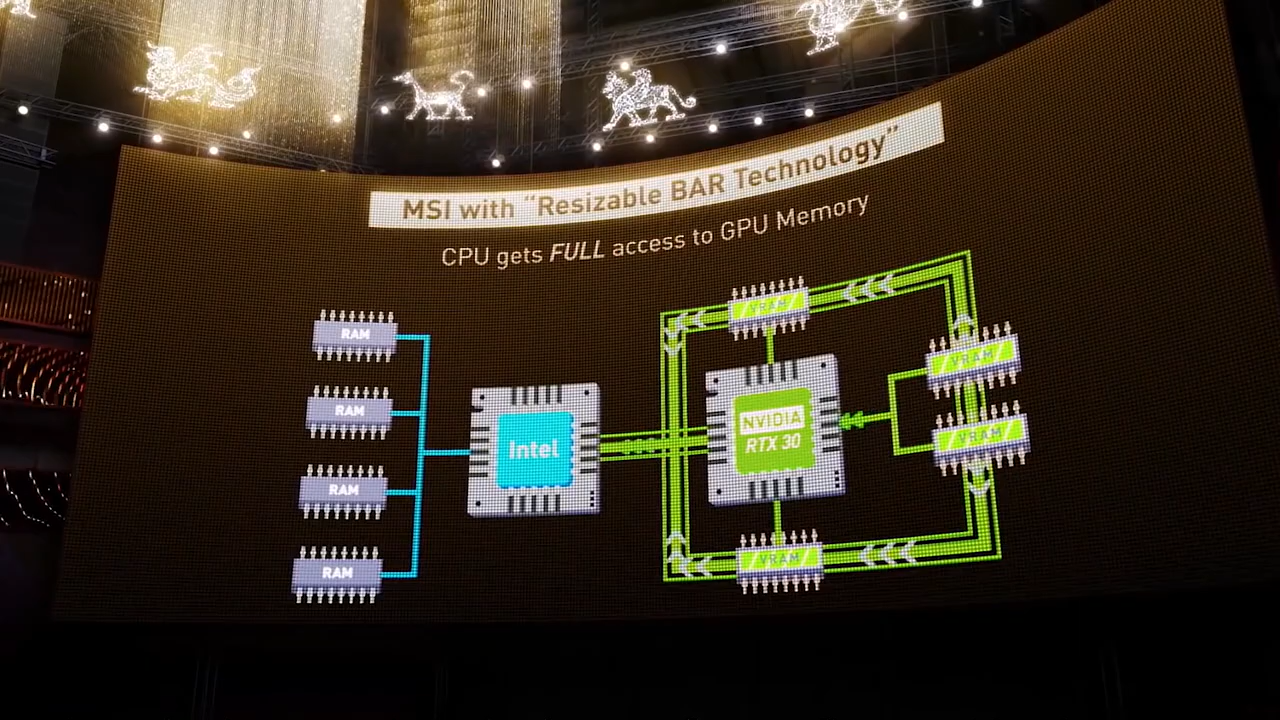 MSI with “Resizable BAR Technology”
CPU gets FULL access to GPU Memory
RAM
RAM
RAM
RAM
Intel
NVIDIA
RTX 30
VRAM
VRAM
VRAM
VRAM